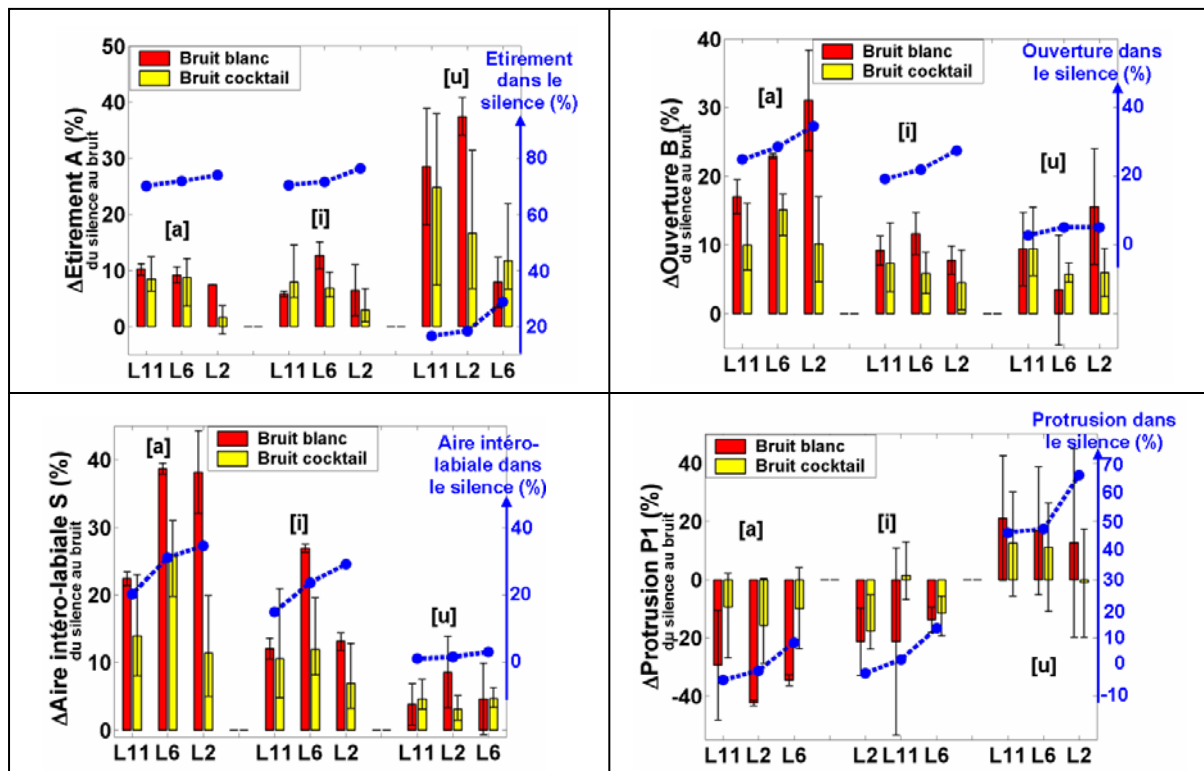 50
40
30
20
10
0
ΔEtirement A (%)
du silence au bruit
Bruit blanc
Bruit cocktail
[a]
[i]
[u]
Etirement
dans le
silence (%)
80
60
40
20
L11 L6 L2 L11 L6 L2 L11 L2 L6
40
30
20
10
0
ΔOuverture B (%)
du silence au bruit
Bruit blanc
Bruit cocktail
[a]
[i]
[u]
Ouverture dans
le silence (%)
40
20
0
L11 L6 L2 L11 L6 L2 L11 L6 L2
40
30
20
10
0
ΔAire intéro-labiale S (%)
du silence au bruit
Bruit blanc
Bruit cocktail
[a]
[i]
[u]
Aire intéro-
labiale dans
le silence (%)
40
20
0
L11 L6 L2 L11 L6 L2 L11 L2 L6
40
20
0
-20
-40
ΔProtrusion P1 (%)
du silence au bruit
Bruit blanc
Bruit cocktail
[a]
[i]
[u]
Protrusion dans
le silence (%)
70
60
50
40
30
20
10
0
-10
L11 L2 L6 L2 L11 L6 L11 L6 L2